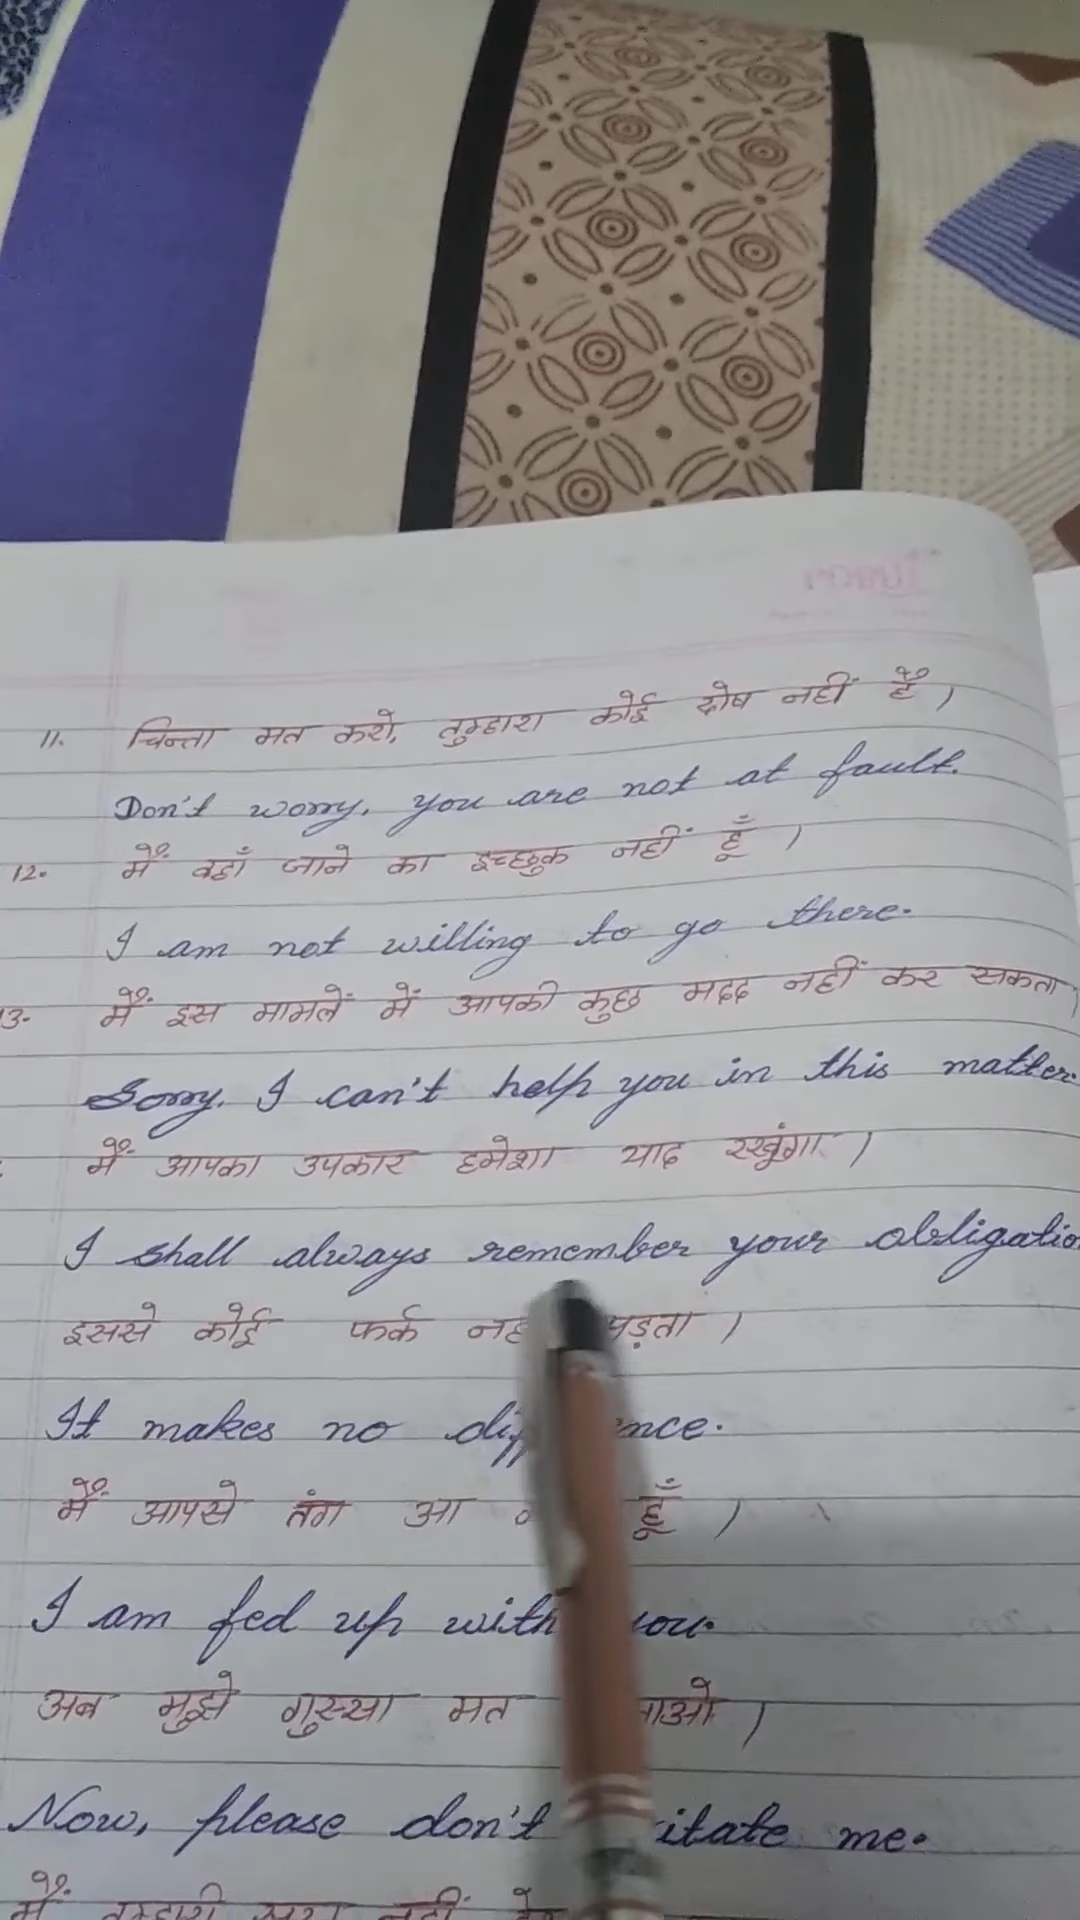 11. चिन्ता मत करो, तुम्हारा कोई दोष नहीं है।
Don't worry, you are not at fault.
12. मैं वहाँ जाने का इच्छुक नहीं हूँ।
I am not willing to go there.
3. मैं इस मामलें में आपकी कुछ मदद नहीं कर सकता।
Sorry, I can't help you in this matter.
मैं आपका उपकार हमेशा याद रखूंगा।
I shall always remember your obligatio
इससे कोई फर्क पड़ता।
It makes no
मैं आपसे तंग आ हूँ।
I am fed up with
अब मुझे गुस्सा मत
Now, please don't me.
मैं तुम्हारी नहीं